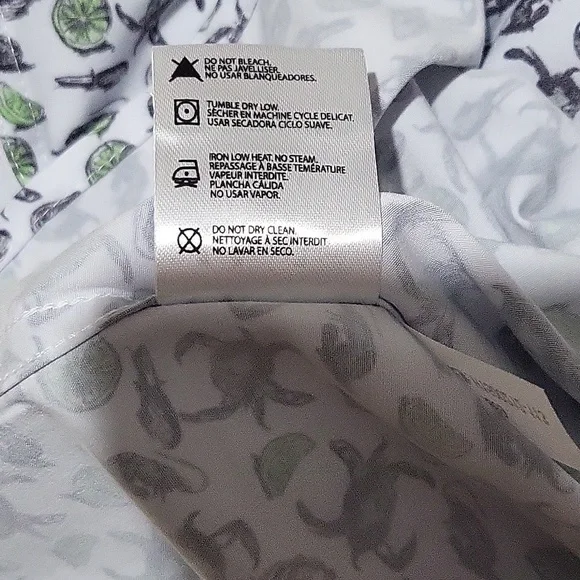 DO NOT BLEACH.
NE PAS JAVELLISER.
NO USAR BLANQUEADORES.
TUMBLE DRY LOW.
SÉCHER EN MACHINE CYCLE DELICAT.
USAR SECADORA CICLO SUAVE.
IRON LOW HEAT. NO STEAM.
REPASSAGE À BASSE TEMÉRATURE
VAPEUR INTERDITE.
PLANCHA CÁLIDA
NO USAR VAPOR.
DO NOT DRY CLEAN.
NETTOYAGE À SEC INTERDIT.
NO LAVAR EN SECO.